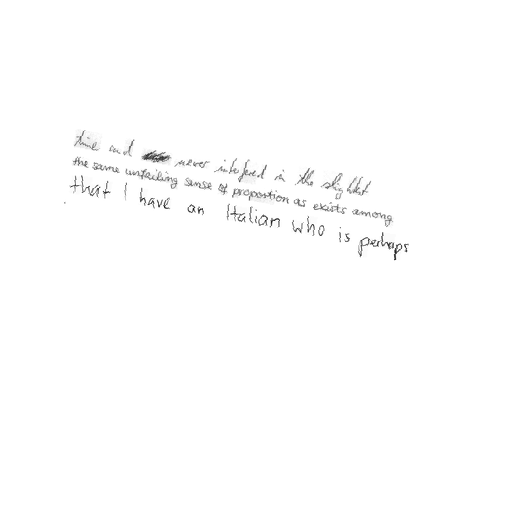 time and never interfered in the slightest
the same unfailing sense of proportion as exists among
that I have an Italian who is perhaps